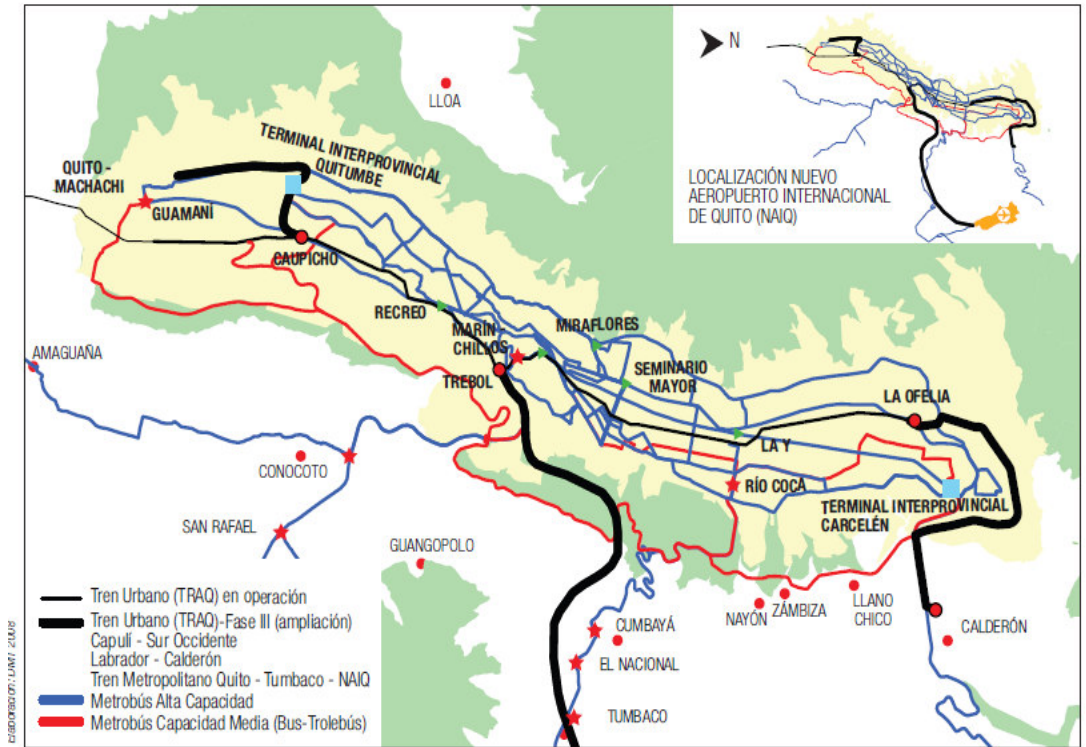 N
LOCALIZACIÓN NUEVO
AEROPUERTO INTERNACIONAL
DE QUITO (NAIQ)
LLOA
TERMINAL INTERPROVINCIAL
QUITUMBE
QUITO -
MACHACHI
GUAMANÍ
CAUPICHO
RECREO
MARÍN -
CHILLOS
MIRAFLORES
TREBOL
SEMINARIO
MAYOR
AMAGUAÑA
LA OFELIA
LA Y
CONOCOTO
RÍO COCA
TERMINAL INTERPROVINCIAL
CARCELÉN
SAN RAFAEL
GUANGOPOLO
NAYÓN
ZÁMBIZA
LLANO
CHICO
CALDERÓN
CUMBAYÁ
EL NACIONAL
TUMBACO
Tren Urbano (TRAQ) en operación
Tren Urbano (TRAQ)-Fase III (ampliación)
Capulí - Sur Occidente
Labrador - Calderón
Tren Metropolitano Quito - Tumbaco - NAIQ
Metrobús Alta Capacidad
Metrobús Capacidad Media (Bus-Trolebús)